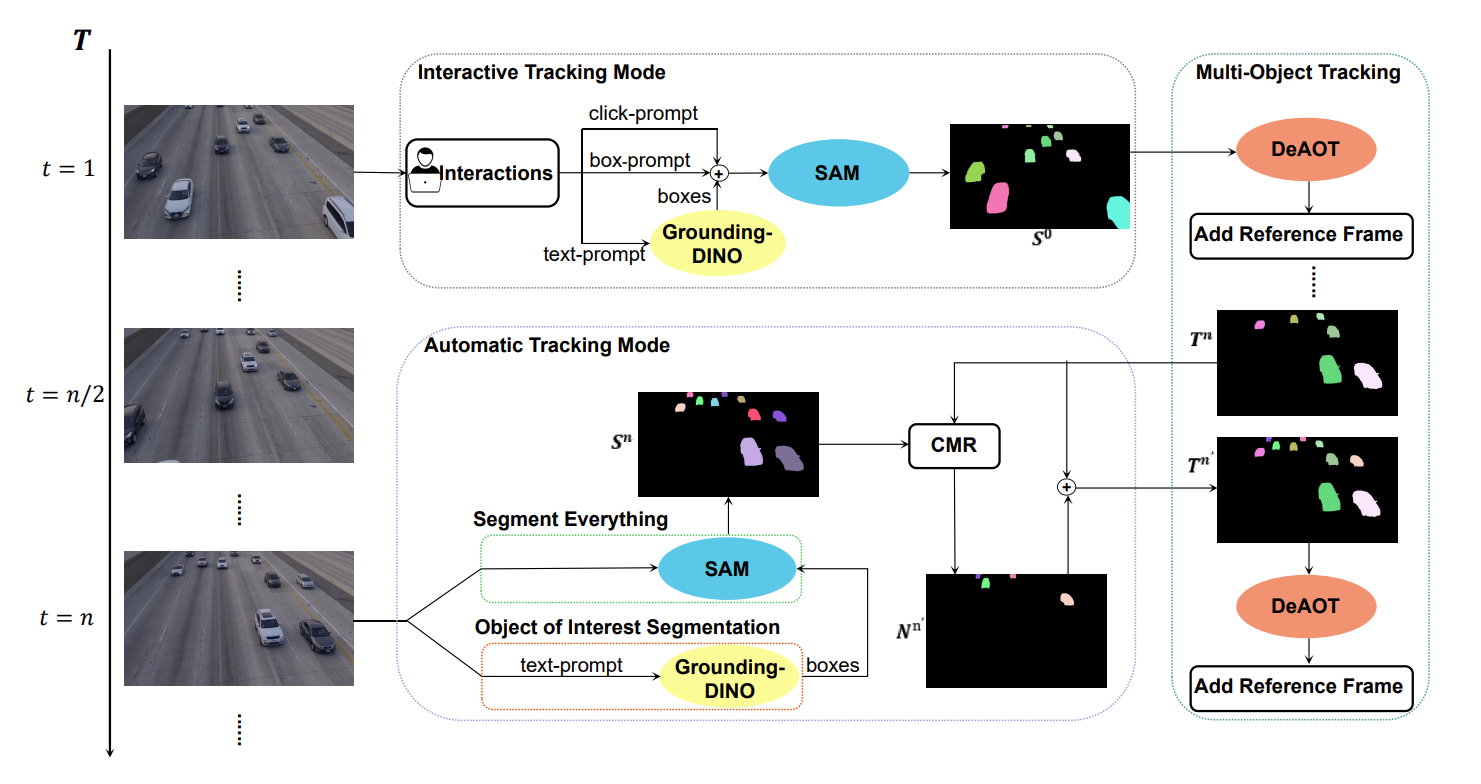 T
Interactive Tracking Mode
Multi-Object Tracking
click-prompt
DeAOT
t = 1
Interactions
box-prompt
SAM
boxes
Grounding-
DINO
text-prompt
S⁰
Add Reference Frame
Automatic Tracking Mode
Tⁿ
t = n/2
Sⁿ
CMR
Tⁿ′
Segment Everything
SAM
DeAOT
t = n
Object of Interest Segmentation
Nⁿ′
text-prompt
Grounding-
DINO
boxes
Add Reference Frame